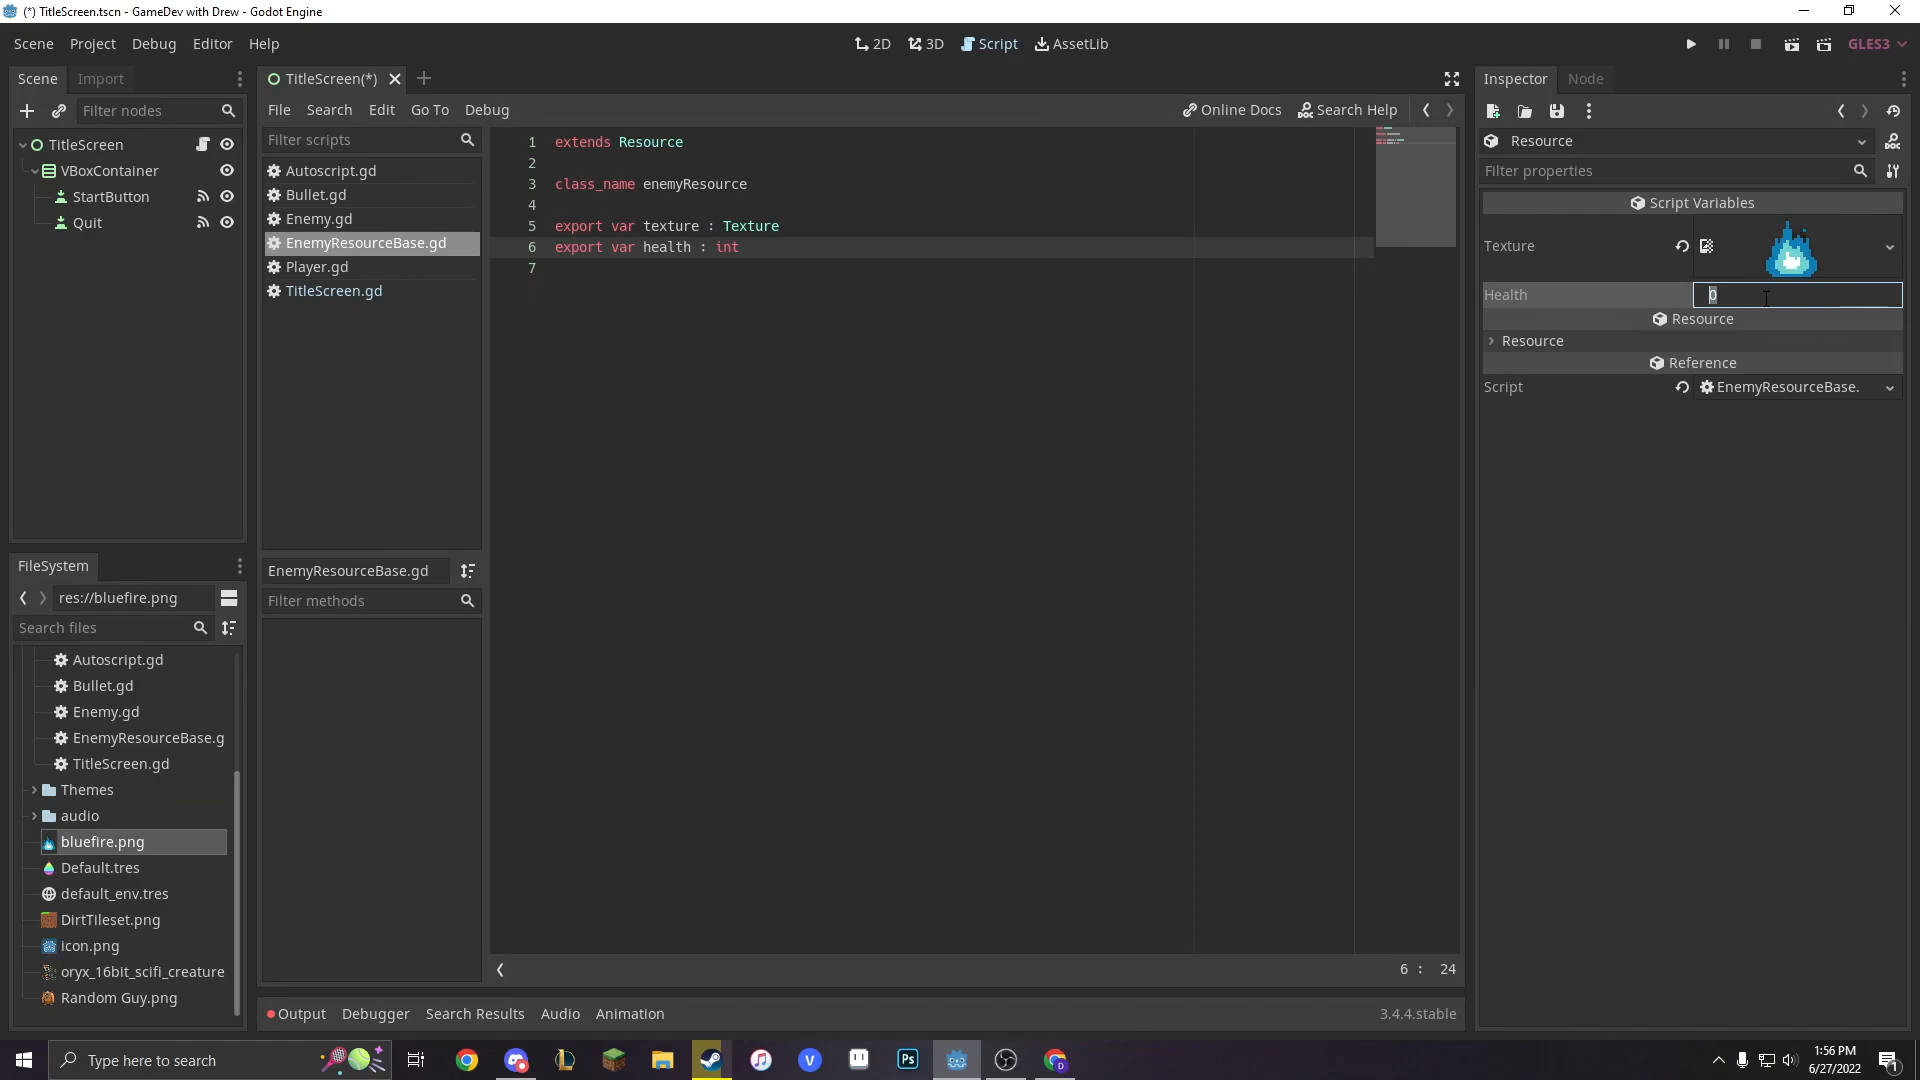 (*) TitleScreen.tscn - GameDev with Drew - Godot Engine
Scene Project Debug Editor Help
2D 3D Script AssetLib
GLES3
Scene Import
Filter nodes
TitleScreen
VBoxContainer
StartButton
Quit
FileSystem
res://bluefire.png
Search files
Autoscript.gd
Bullet.gd
Enemy.gd
EnemyResourceBase.g
TitleScreen.gd
Themes
audio
bluefire.png
Default.tres
default_env.tres
DirtTileset.png
icon.png
oryx_16bit_scifi_creature
Random Guy.png
TitleScreen(*)
File Search Edit Go To Debug
Online Docs Search Help
Filter scripts
Autoscript.gd
Bullet.gd
Enemy.gd
EnemyResourceBase.gd
Player.gd
TitleScreen.gd
EnemyResourceBase.gd
Filter methods
1 extends Resource
2
3 class_name enemyResource
4
5 export var texture : Texture
6 export var health : int
7
6 : 24
Output Debugger Search Results Audio Animation
3.4.4.stable
Inspector Node
Resource
Filter properties
Script Variables
Texture
Health 0
Resource
Resource
Reference
Script EnemyResourceBase.
Type here to search
Ps
1:56 PM
6/27/2022